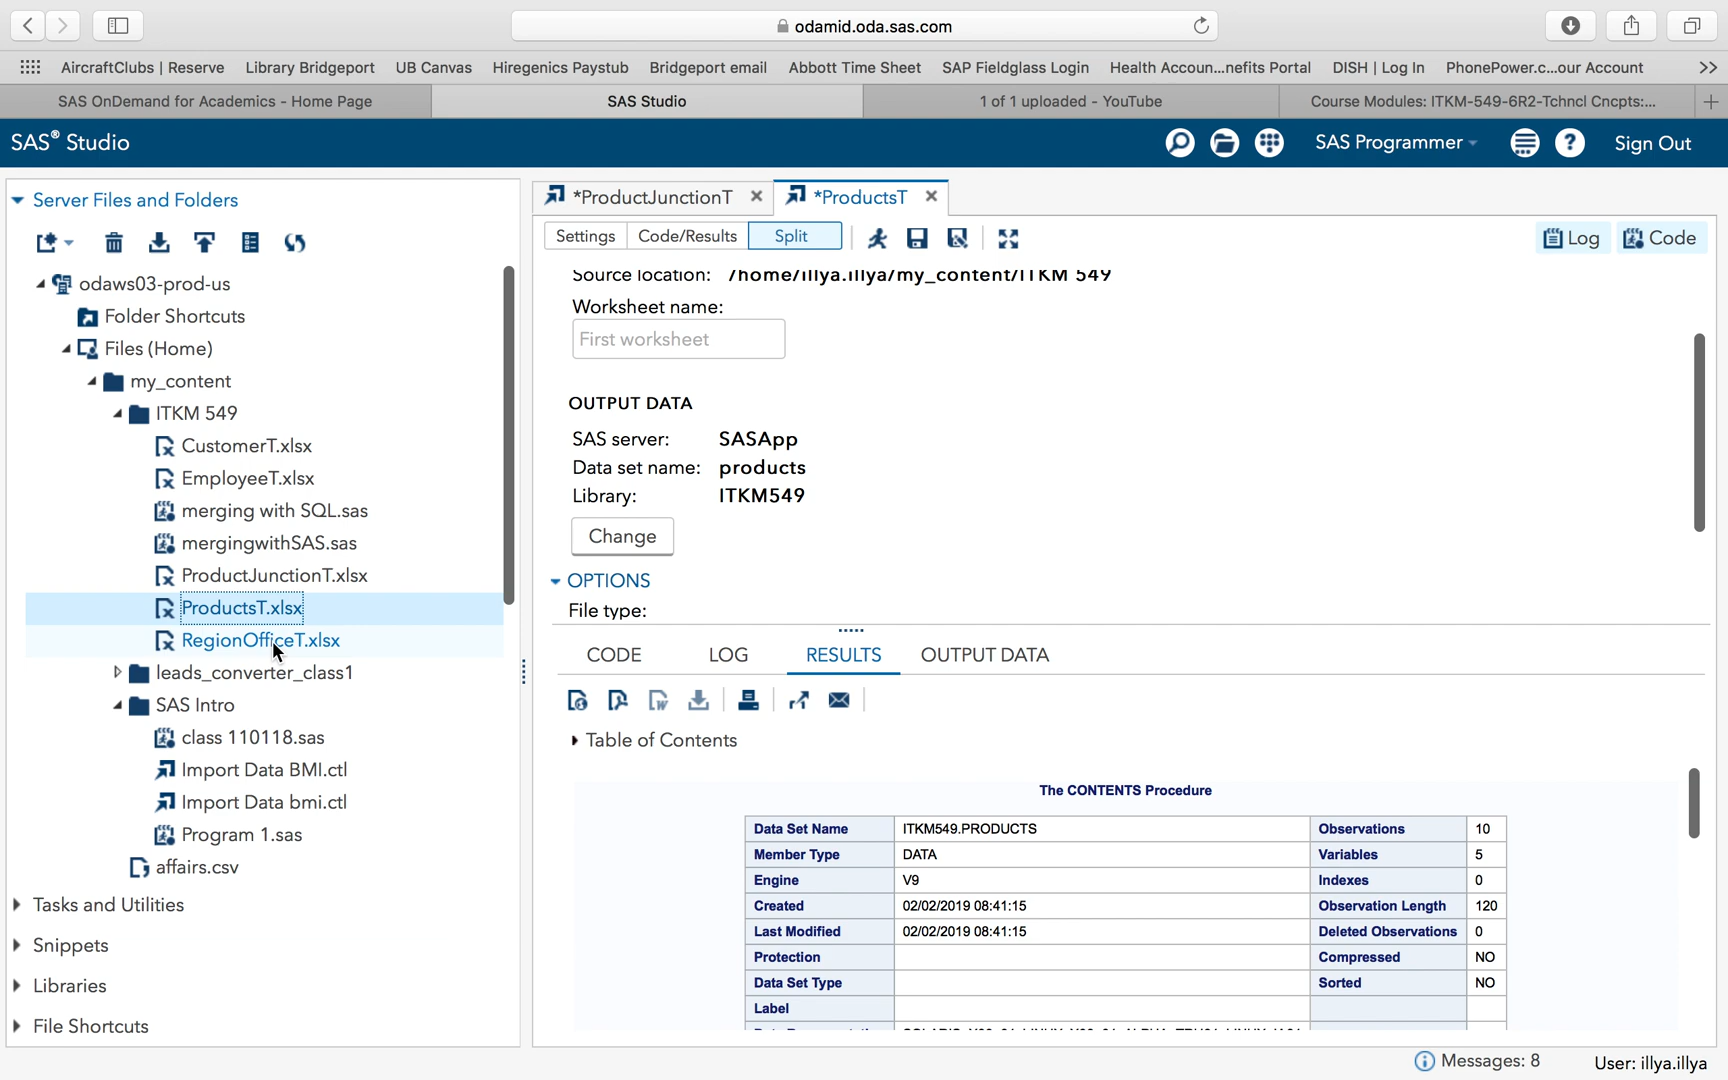 odamid.oda.sas.com
AircraftClubs | Reserve Library Bridgeport UB Canvas Hiregenics Paystub Bridgeport email Abbott Time Sheet SAP Fieldglass Login Health Accoun...nefits Portal DISH | Log In PhonePower.c...our Account
SAS OnDemand for Academics - Home Page SAS Studio 1 of 1 uploaded - YouTube Course Modules: ITKM-549-6R2-Tchncl Cncpts:...
SAS® Studio SAS Programmer Sign Out
Server Files and Folders
odaws03-prod-us
Folder Shortcuts
Files (Home)
my_content
ITKM 549
CustomerT.xlsx
EmployeeT.xlsx
merging with SQL.sas
mergingwithSAS.sas
ProductJunctionT.xlsx
ProductsT.xlsx
RegionOfficeT.xlsx
leads_converter_class1
SAS Intro
class 110118.sas
Import Data BMI.ctl
Import Data bmi.ctl
Program 1.sas
affairs.csv
Tasks and Utilities
Snippets
Libraries
File Shortcuts
*ProductJunctionT *ProductsT
Settings Code/Results Split Log Code
Source location: /home/illya.illya/my_content/ITKM 549
Worksheet name:
First worksheet
OUTPUT DATA
SAS server: SASApp
Data set name: products
Library: ITKM549
Change
OPTIONS
File type:
CODE LOG RESULTS OUTPUT DATA
Table of Contents
The CONTENTS Procedure
Data Set Name ITKM549.PRODUCTS Observations 10
Member Type DATA Variables 5
Engine V9 Indexes 0
Created 02/02/2019 08:41:15 Observation Length 120
Last Modified 02/02/2019 08:41:15 Deleted Observations 0
Protection Compressed NO
Data Set Type Sorted NO
Label
Messages: 8 User: illya.illya